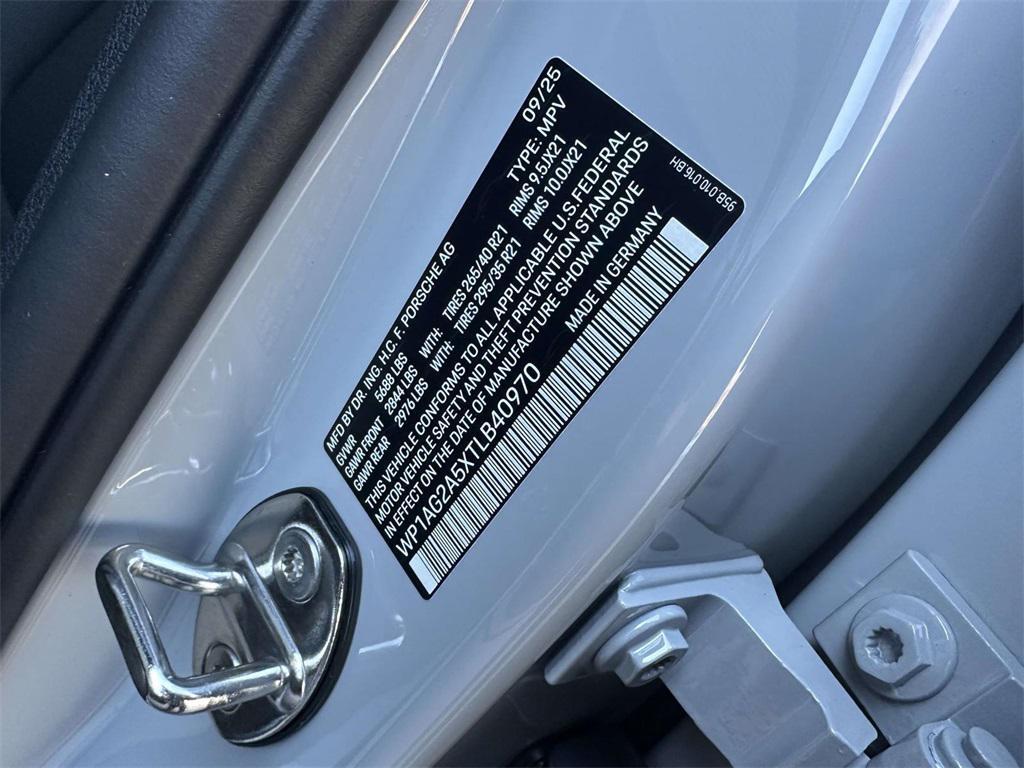 MFD BY DR. ING. H.C. F. PORSCHE AG 09/25
GVWR 5688 LBS TYPE: MPV
GAWR FRONT 2844 LBS WITH: TIRES 265/40 R21 RIMS 9.5JX21
GAWR REAR 2976 LBS WITH: TIRES 295/35 R21 RIMS 10.0JX21
THIS VEHICLE CONFORMS TO ALL APPLICABLE U.S. FEDERAL
MOTOR VEHICLE SAFETY AND THEFT PREVENTION STANDARDS
IN EFFECT ON THE DATE OF MANUFACTURE SHOWN ABOVE
WP1AG2A5XTLB40970 MADE IN GERMANY
95B.010.016.BH